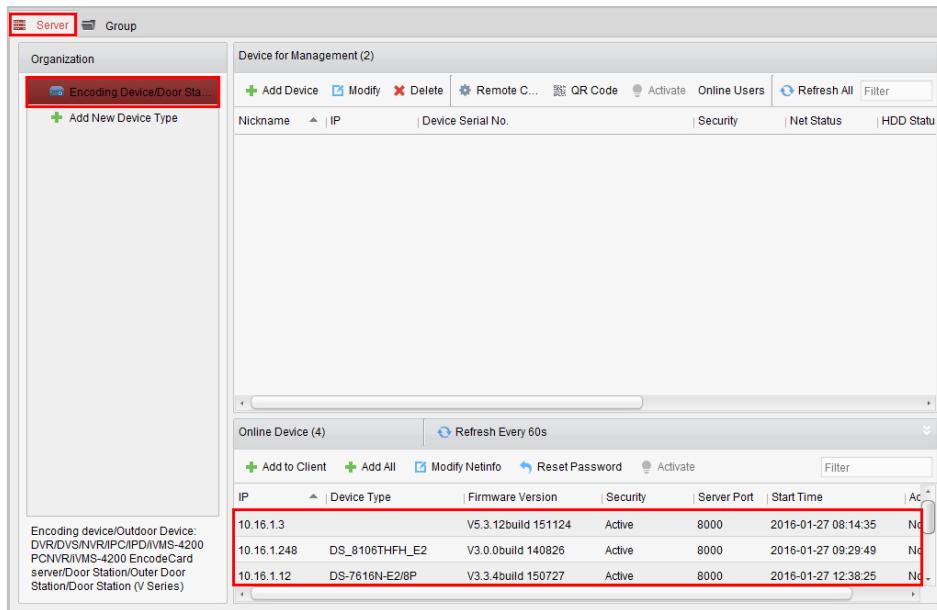 Server Group
Organization
Encoding Device/Door Sta...
Add New Device Type
Encoding device/Outdoor Device:
DVR/DVS/NVR/IPC/IPD/iVMS-4200
PCNVR/iVMS-4200 EncodeCard
server/Door Station/Outer Door
Station/Door Station (V Series)
Device for Management (2)
Add Device Modify Delete Remote C... QR Code Activate Online Users Refresh All Filter
Nickname IP Device Serial No. Security Net Status HDD Statu
Online Device (4) Refresh Every 60s
Add to Client Add All Modify Netinfo Reset Password Activate Filter
IP Device Type Firmware Version Security Server Port Start Time Ad
10.16.1.3 V5.3.12build 151124 Active 8000 2016-01-27 08:14:35 No
10.16.1.248 DS_8106THFH_E2 V3.0.0build 140826 Active 8000 2016-01-27 09:29:49 No
10.16.1.12 DS-7616N-E2/8P V3.3.4build 150727 Active 8000 2016-01-27 12:38:25 No